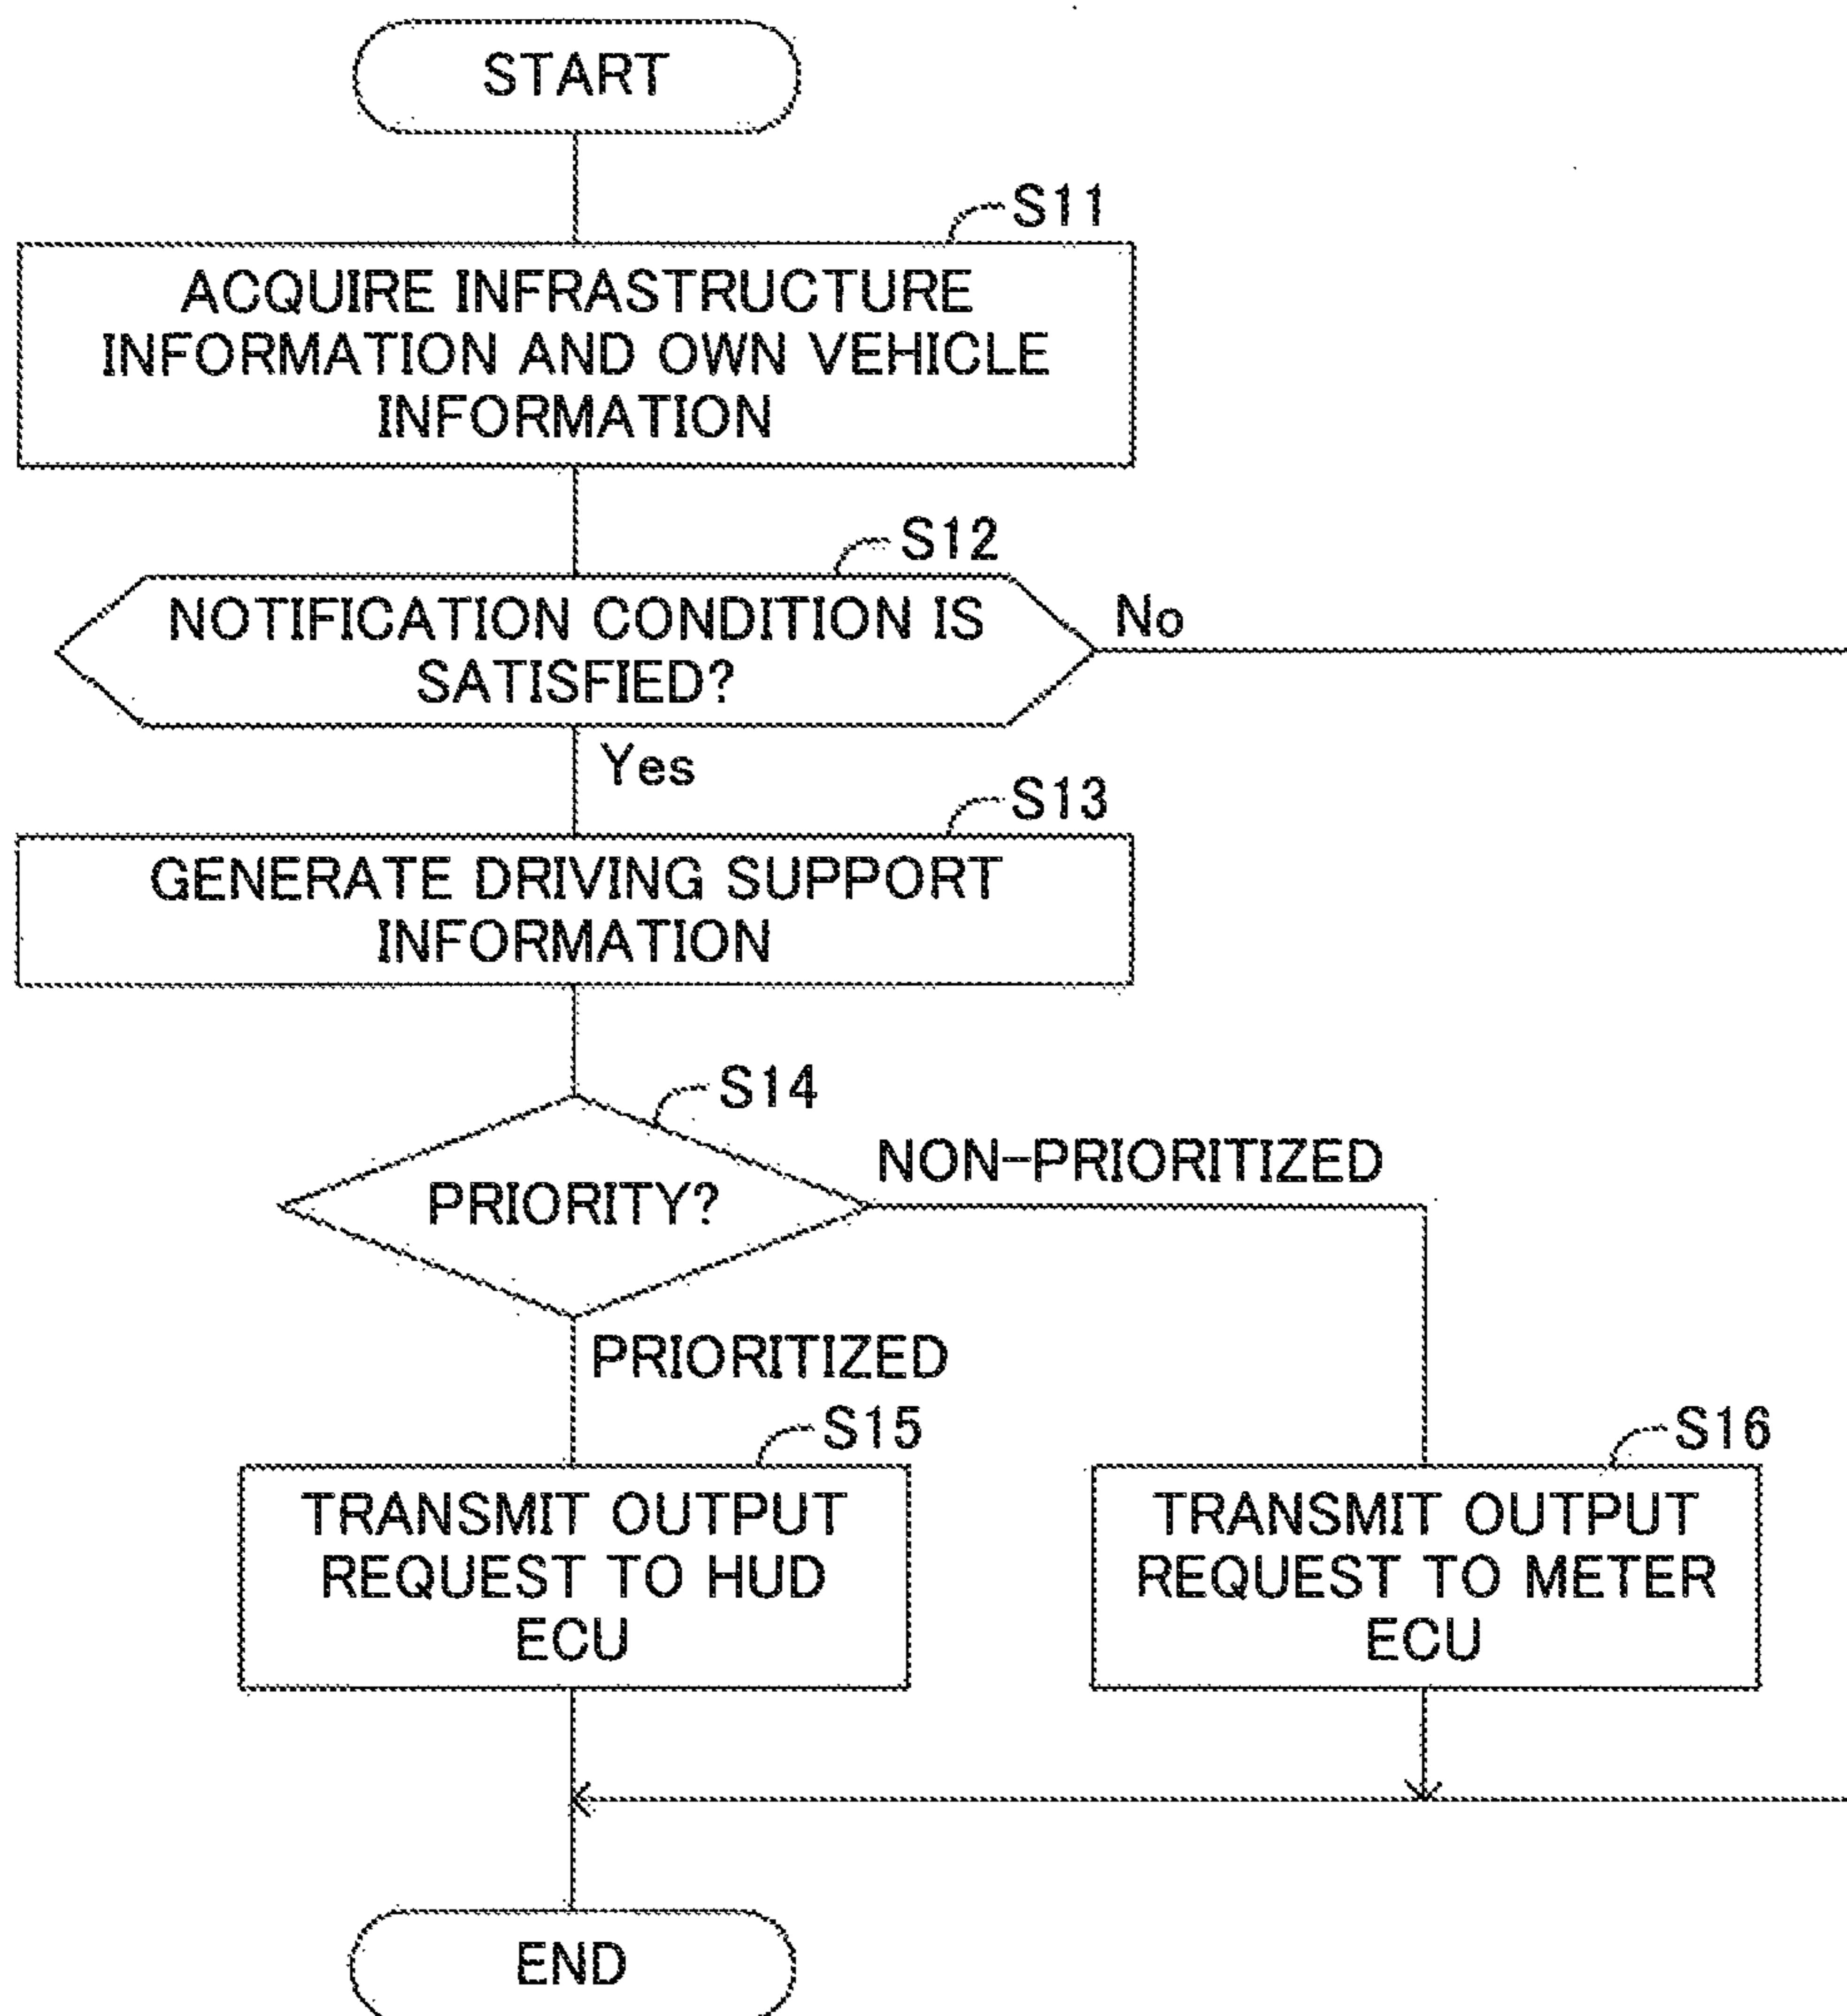 START
S11
ACQUIRE INFRASTRUCTURE
INFORMATION AND OWN VEHICLE
INFORMATION
S12
NOTIFICATION CONDITION IS
SATISFIED?
No
Yes
S13
GENERATE DRIVING SUPPORT
INFORMATION
S14
PRIORITY?
NON-PRIORITIZED
PRIORITIZED
S15
TRANSMIT OUTPUT
REQUEST TO HUD
ECU
S16
TRANSMIT OUTPUT
REQUEST TO METER
ECU
END